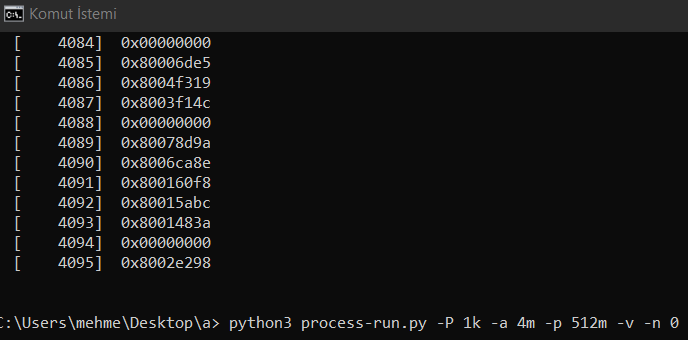 Komut İstemi
[    4084]  0x00000000
[    4085]  0x80006de5
[    4086]  0x8004f319
[    4087]  0x8003f14c
[    4088]  0x00000000
[    4089]  0x80078d9a
[    4090]  0x8006ca8e
[    4091]  0x800160f8
[    4092]  0x80015abc
[    4093]  0x8001483a
[    4094]  0x00000000
[    4095]  0x8002e298
C:\Users\mehme\Desktop\a> python3 process-run.py -P 1k -a 4m -p 512m -v -n 0